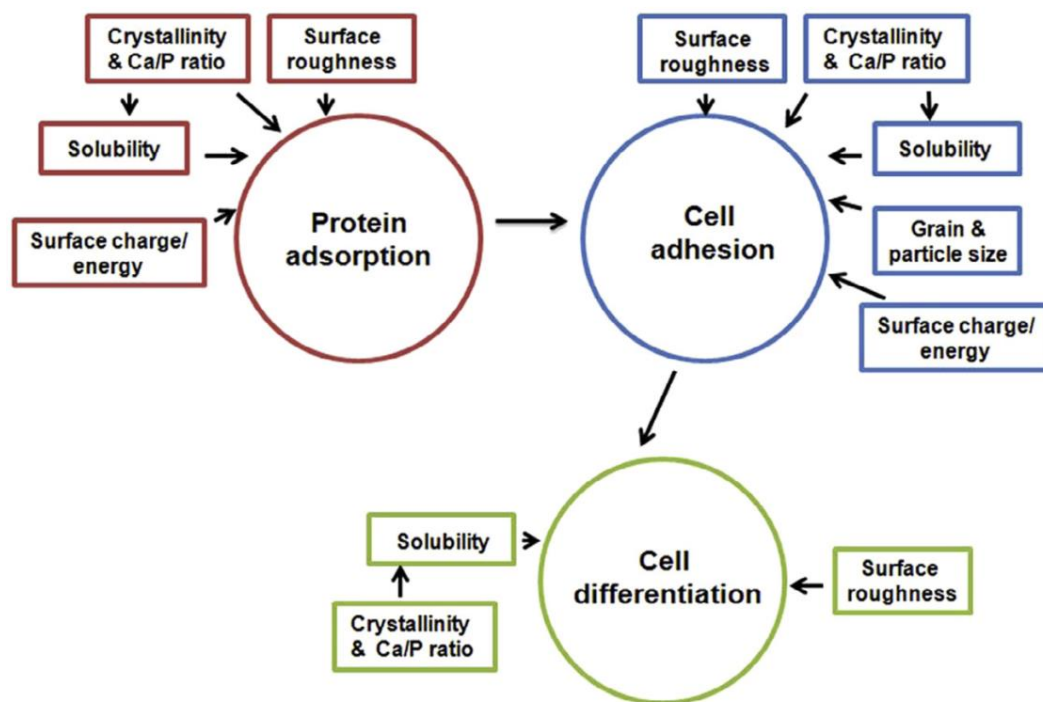 Crystallinity
& Ca/P ratio
Surface
roughness
Solubility
Surface charge/
energy
Protein
adsorption
Surface
roughness
Crystallinity
& Ca/P ratio
Solubility
Grain &
particle size
Surface charge/
energy
Cell
adhesion
Solubility
Crystallinity
& Ca/P ratio
Cell
differentiation
Surface
roughness